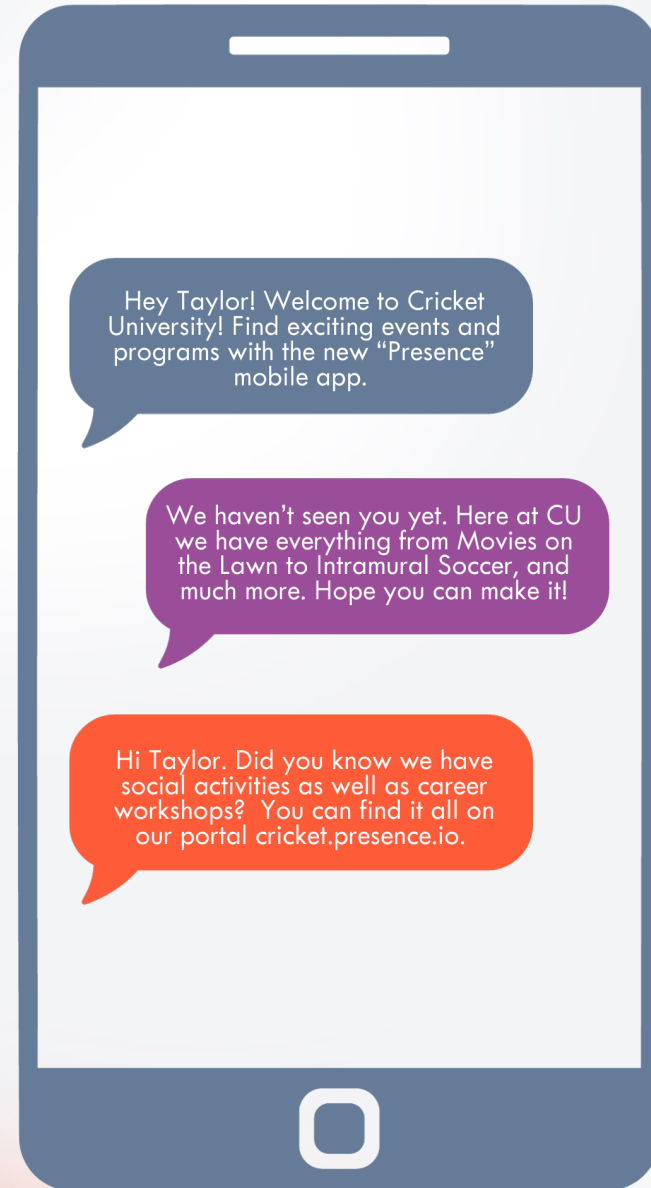 Hey Taylor! Welcome to Cricket
University! Find exciting events and
programs with the new “Presence”
mobile app.
We haven’t seen you yet. Here at CU
we have everything from Movies on
the Lawn to Intramural Soccer, and
much more. Hope you can make it!
Hi Taylor. Did you know we have
social activities as well as career
workshops?  You can find it all on
our portal cricket.presence.io.